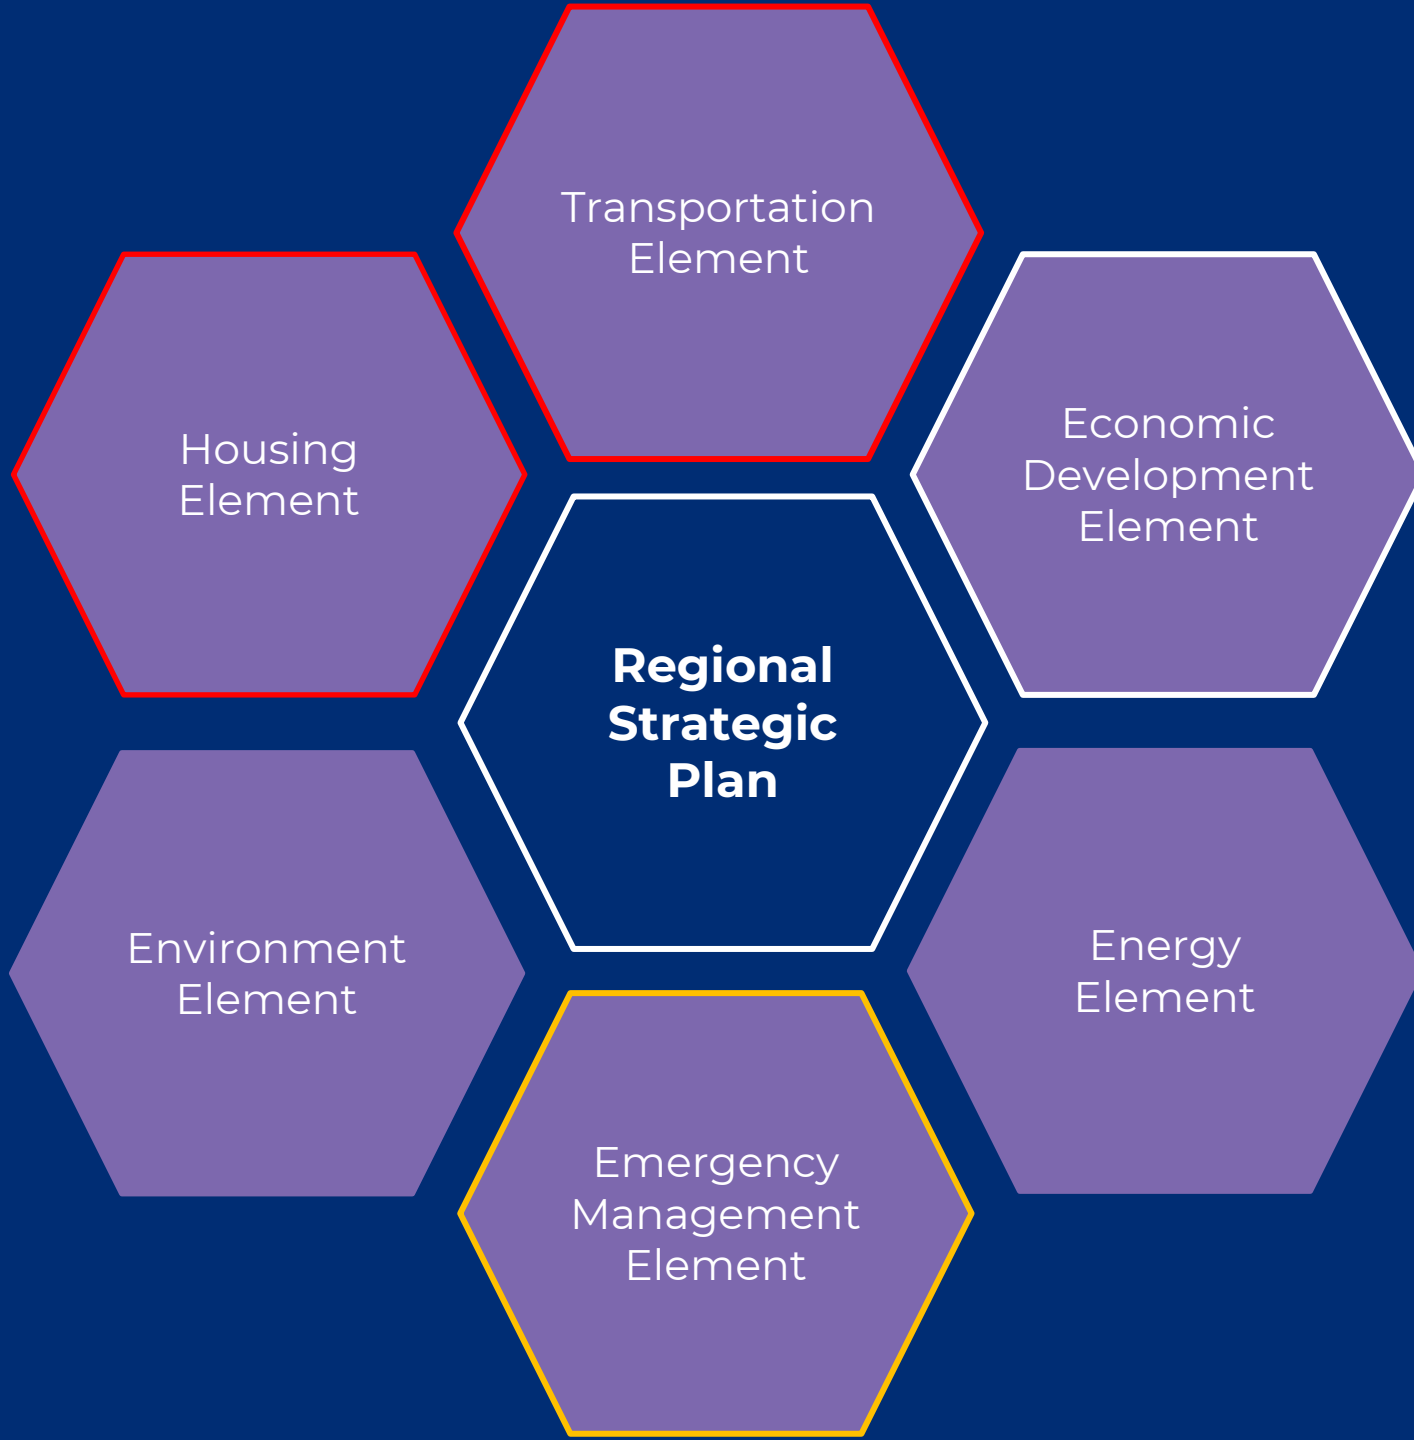 Transportation
Element
Housing
Element
Economic
Development
Element
Regional
Strategic
Plan
Environment
Element
Energy
Element
Emergency
Management
Element